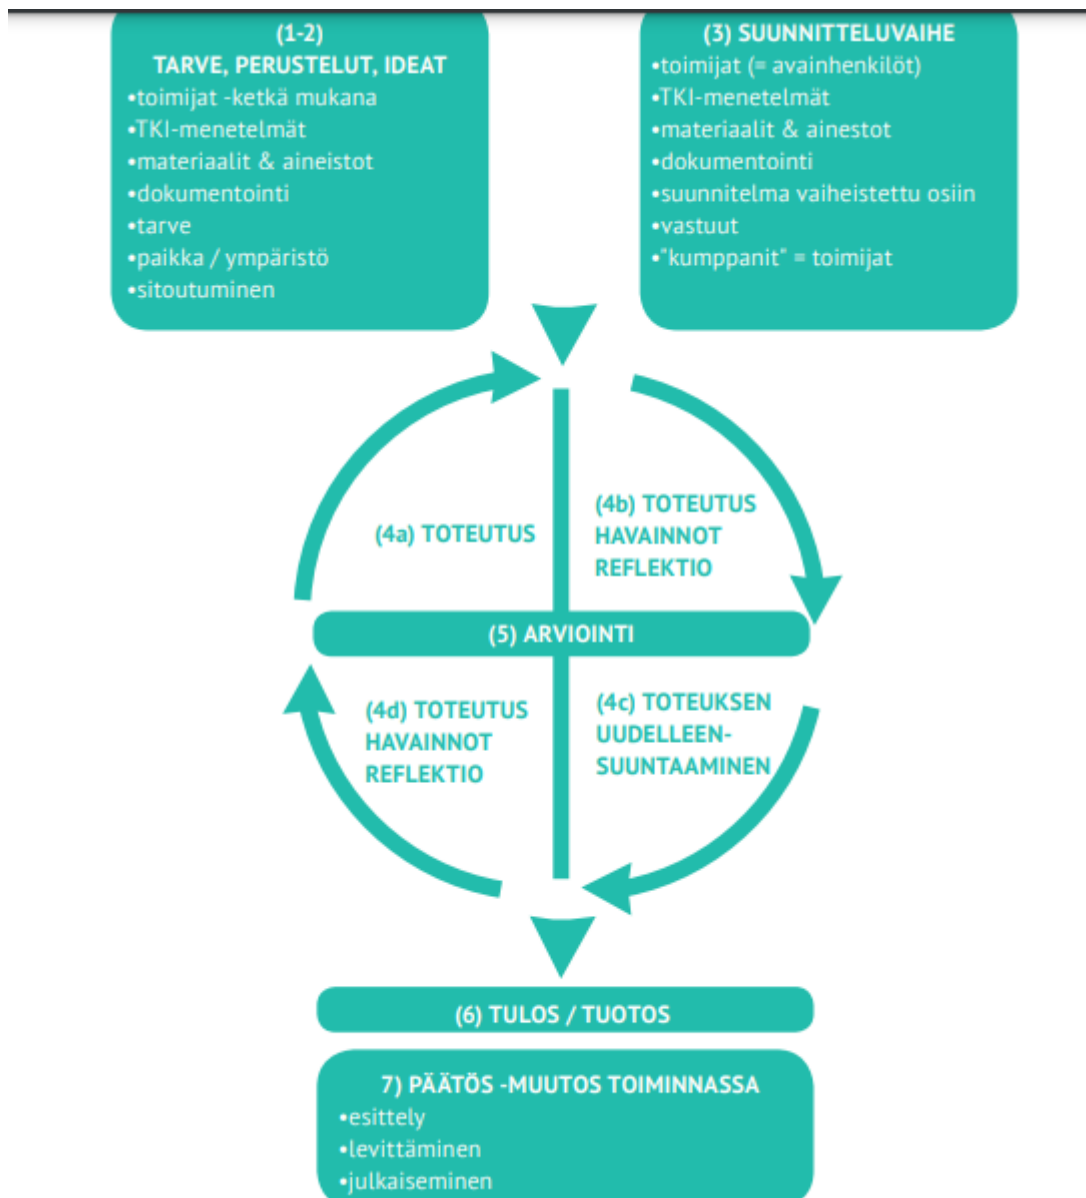 (1-2)
TARVE, PERUSTELUT, IDEAT
•toimijat -ketkä mukana
•TKI-menetelmät
•materiaalit & aineistot
•dokumentointi
•tarve
•paikka / ympäristö
•sitoutuminen
(3) SUUNNITTELUVAIHE
•toimijat (= avainhenkilöt)
•TKI-menetelmät
•materiaalit & ainestot
•dokumentointi
•suunnitelma vaiheistettu osiin
•vastuut
•"kumppanit" = toimijat
(4a) TOTEUTUS
(4b) TOTEUTUS
HAVAINNOT
REFLEKTIO
(5) ARVIOINTI
(4d) TOTEUTUS
HAVAINNOT
REFLEKTIO
(4c) TOTEUKSEN
UUDELLEEN-
SUUNTAAMINEN
(6) TULOS / TUOTOS
7) PÄÄTÖS -MUUTOS TOIMINNASSA
•esittely
•levittäminen
•julkaiseminen